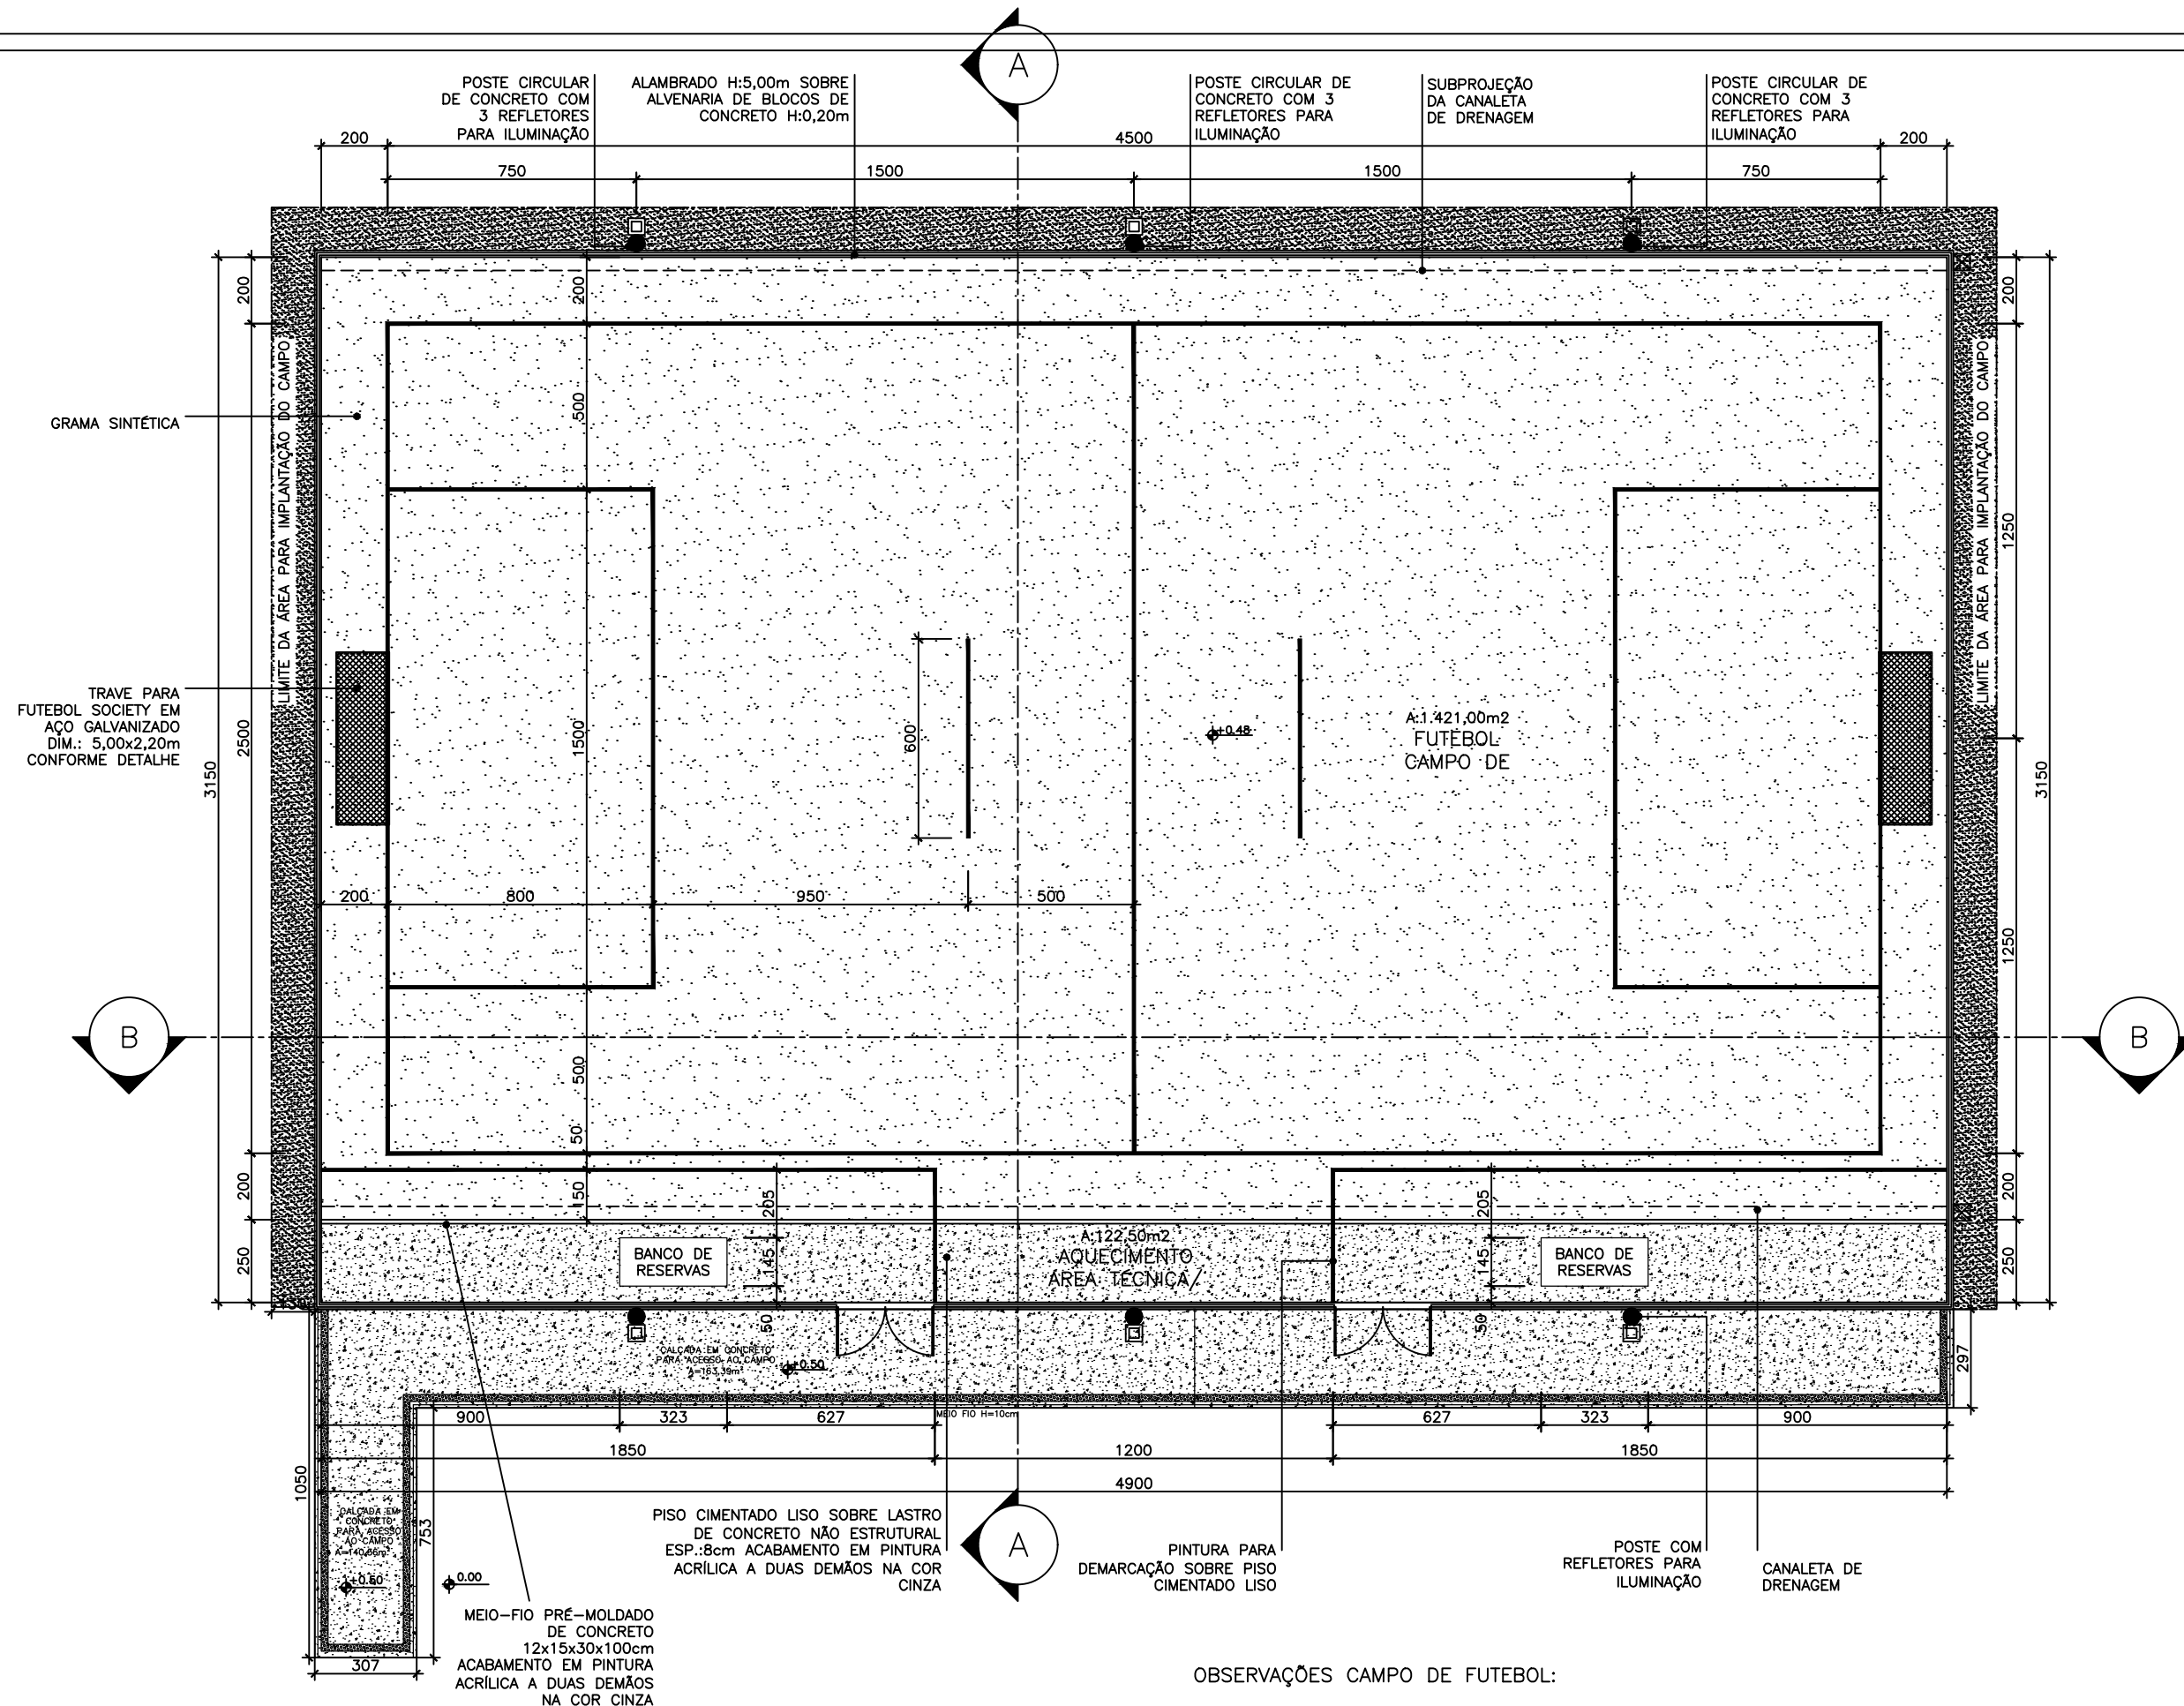 A
POSTE CIRCULAR
DE CONCRETO COM
3 REFLETORES
PARA ILUMINAÇÃO
ALAMBRADO H:5,00m SOBRE
ALVENARIA DE BLOCOS DE
CONCRETO H:0,20m
POSTE CIRCULAR DE
CONCRETO COM 3
REFLETORES PARA
ILUMINAÇÃO
SUBPROJEÇÃO
DA CANALETA
DE DRENAGEM
POSTE CIRCULAR DE
CONCRETO COM 3
REFLETORES PARA
ILUMINAÇÃO
200
4500
200
750
1500
1500
750
200
200
200
LIMITE DA ÁREA PARA IMPLANTAÇÃO DO CAMPO
LIMITE DA ÁREA PARA IMPLANTAÇÃO DO CAMPO
GRAMA SINTÉTICA
500
1250
TRAVE PARA
FUTEBOL SOCIETY EM
AÇO GALVANIZADO
DIM.: 5,00x2,20m
CONFORME DETALHE
3150
2500
1500
600
+0.48
A:1.421,00m2
FUTEBOL
CAMPO DE
3150
200
800
950
500
1250
B
B
500
50
200
150
205
205
200
250
BANCO DE
RESERVAS
145
A:122,50m2
AQUECIMENTO
ÁREA TÉCNICA/
145
BANCO DE
RESERVAS
250
50
50
CALÇADA EM CONCRETO
PARA ACESSO AO CAMPO
A=163,39m²
+0.50
297
900
323
627
MEIO FIO H=10cm
627
323
900
1850
1200
1850
4900
1050
753
CALÇADA EM
CONCRETO
PARA ACESSO
AO CAMPO
0.00
307
PISO CIMENTADO LISO SOBRE LASTRO
DE CONCRETO NÃO ESTRUTURAL
ESP.:8cm ACABAMENTO EM PINTURA
ACRÍLICA A DUAS DEMÃOS NA COR
CINZA
A
PINTURA PARA
DEMARCAÇÃO SOBRE PISO
CIMENTADO LISO
POSTE COM
REFLETORES PARA
ILUMINAÇÃO
CANALETA DE
DRENAGEM
MEIO-FIO PRÉ-MOLDADO
DE CONCRETO
12x15x30x100cm
ACABAMENTO EM PINTURA
ACRÍLICA A DUAS DEMÃOS
NA COR CINZA
OBSERVAÇÕES CAMPO DE FUTEBOL: